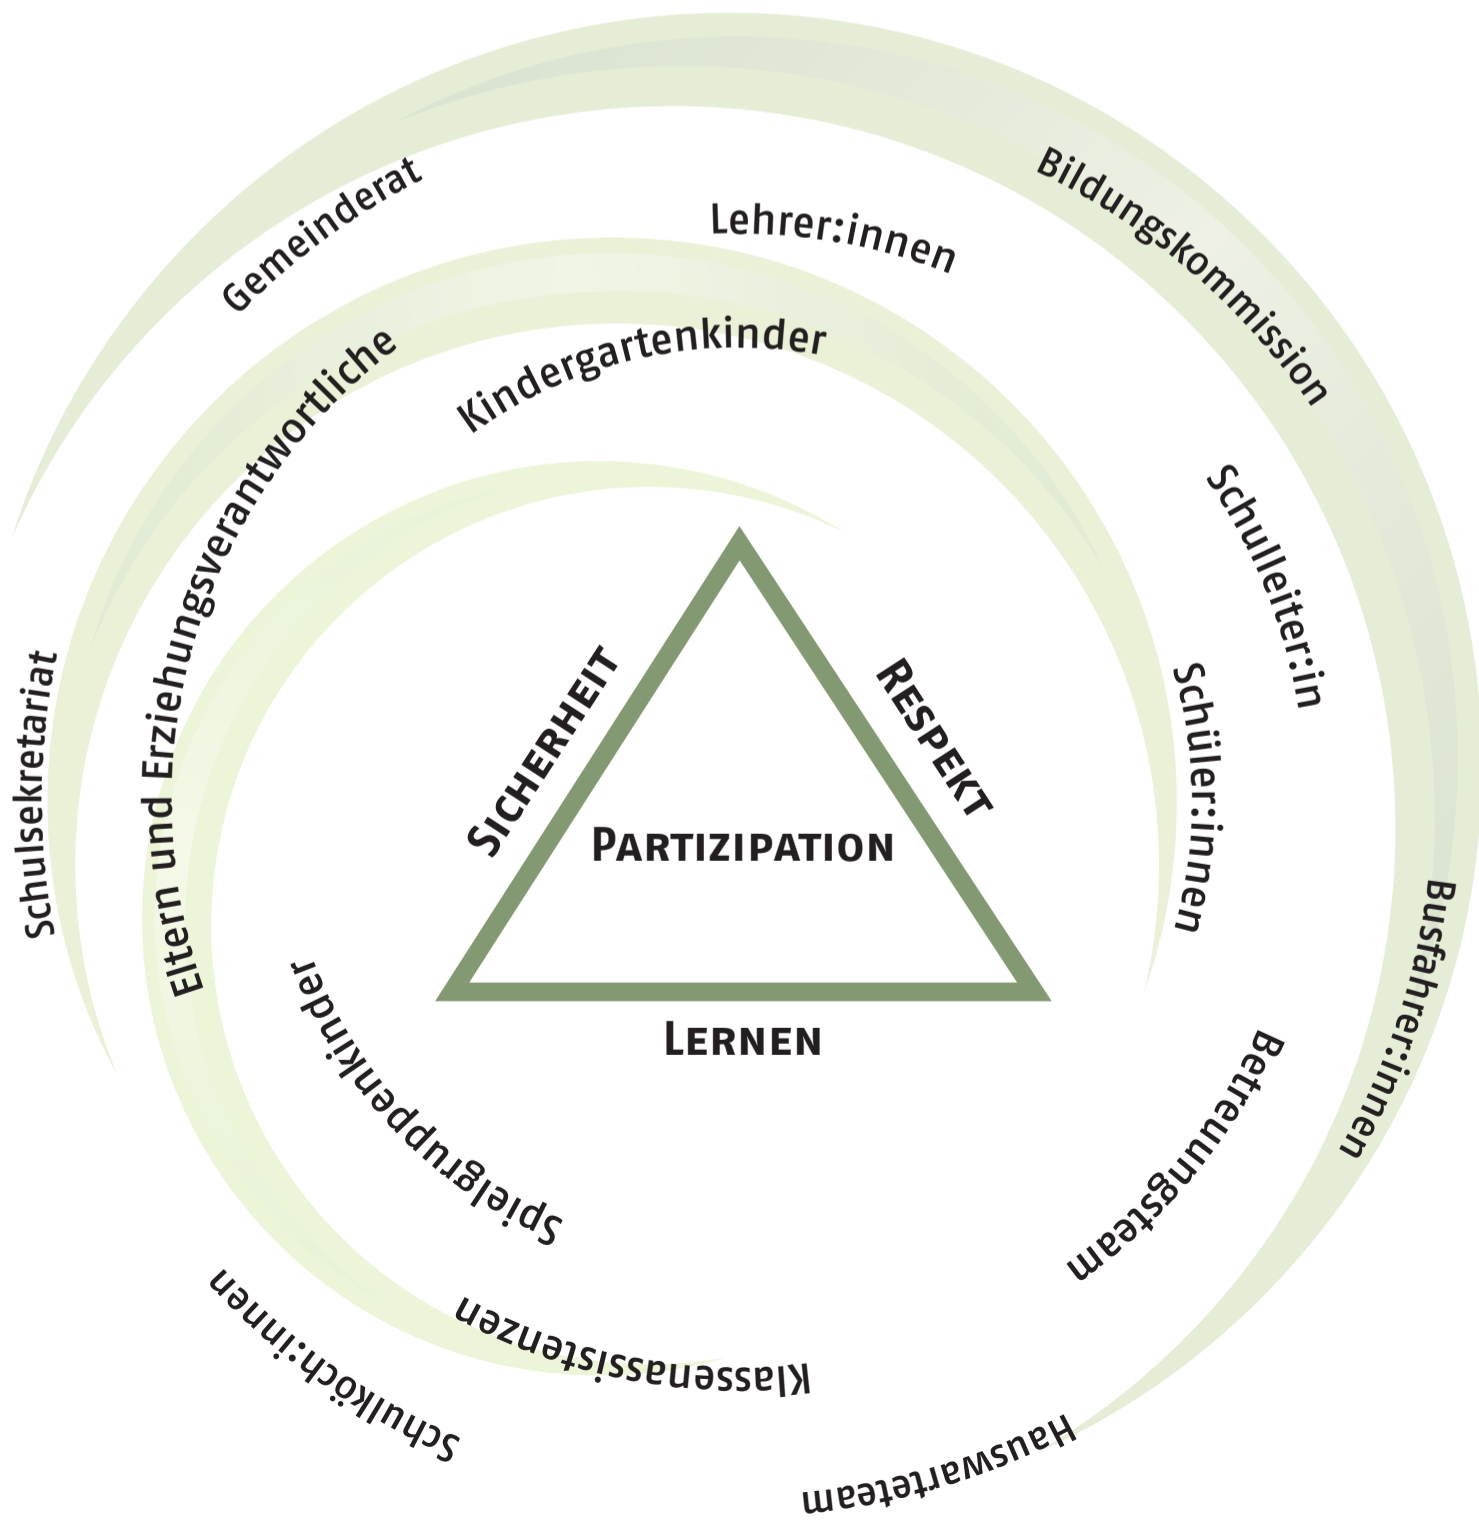 Gemeinderat
Bildungskommission
Lehrer:innen
Kindergartenkinder
Eltern und Erziehungsverantwortliche
Schulleiter:in
Schulsekretariat
Schüler:innen
SICHERHEIT
RESPEKT
PARTIZIPATION
LERNEN
Busfahrer:innen
Spielgruppenkinder
Betreuungsteam
Klassenassistenzen
Schulköch:innen
Hauswarteteam